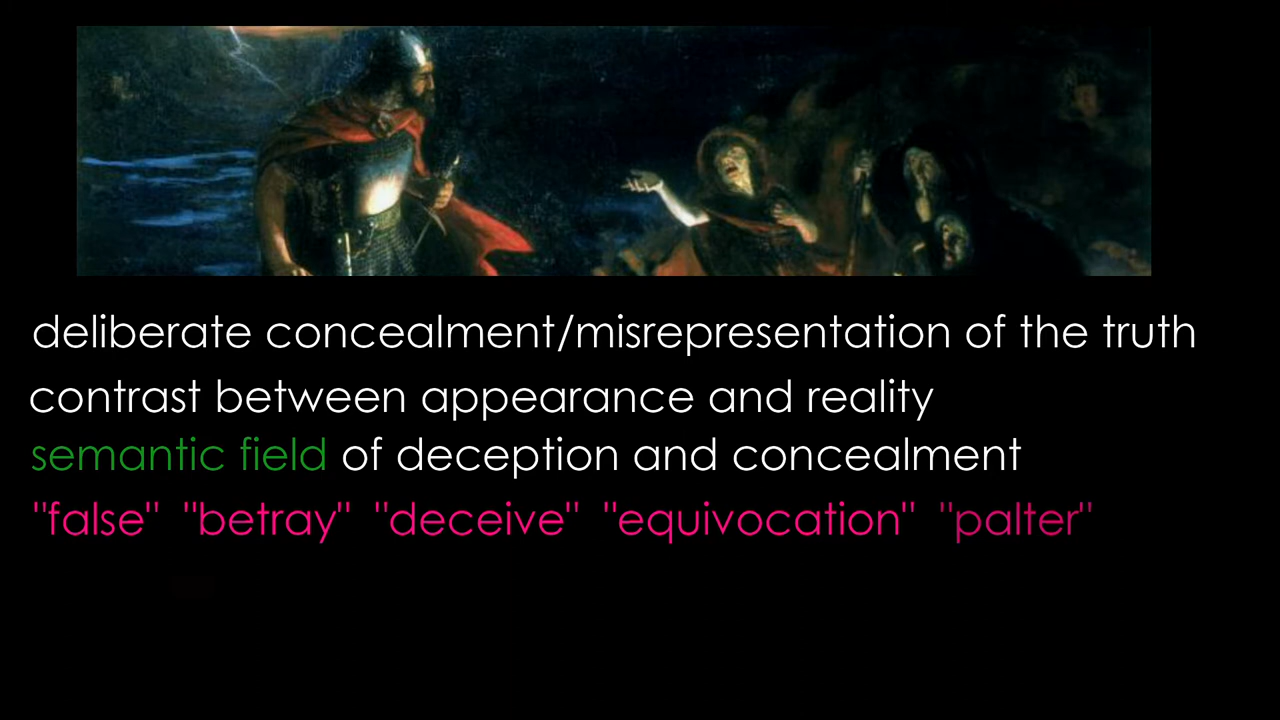 deliberate concealment/misrepresentation of the truth
contrast between appearance and reality
semantic field of deception and concealment
"false" "betray" "deceive" "equivocation" "palter"